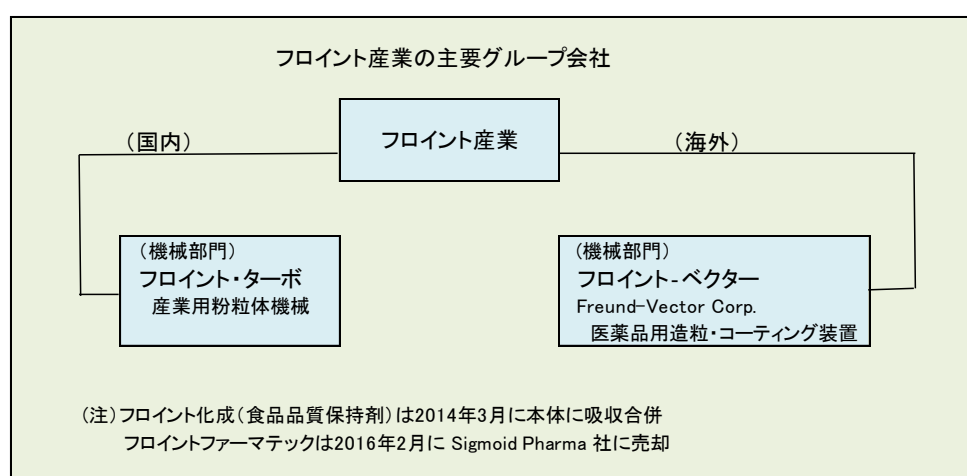 フロイント産業の主要グループ会社
フロイント産業
（国内）
（海外）
（機械部門）
フロイント・ターボ
産業用粉粒体機械
（機械部門）
フロイント-ベクター
Freund-Vector Corp.
医薬品用造粒・コーティング装置
（注）フロイント化成（食品品質保持剤）は2014年3月に本体に吸収合併
フロイントファーマテックは2016年2月に Sigmoid Pharma 社に売却